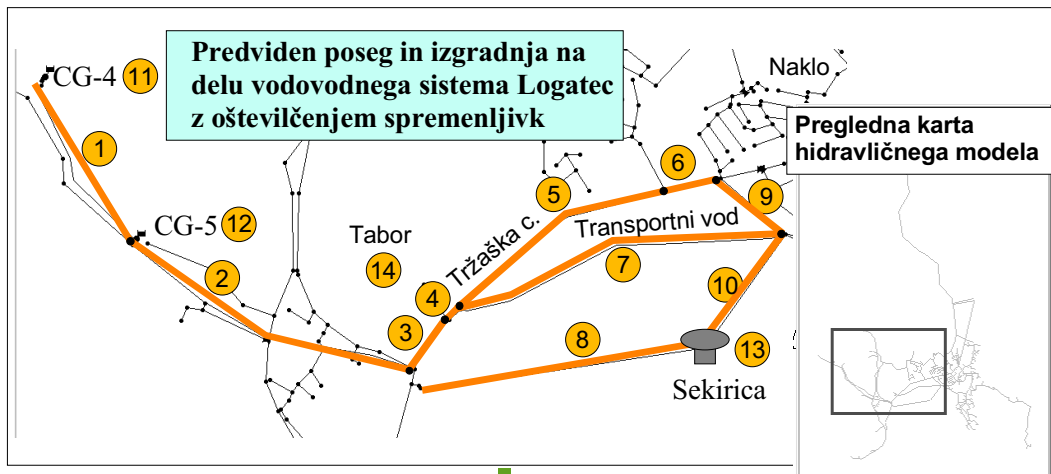 Predviden poseg in izgradnja na
delu vodovodnega sistema Logatec
z oštevilčenjem spremenljivk
CG-4 11
Naklo
Pregledna karta
hidravličnega modela
1
6
5
9
CG-5 12
Tržaška c.
Transportni vod
Tabor
14
7
2
4
10
3
8
13
Sekirica